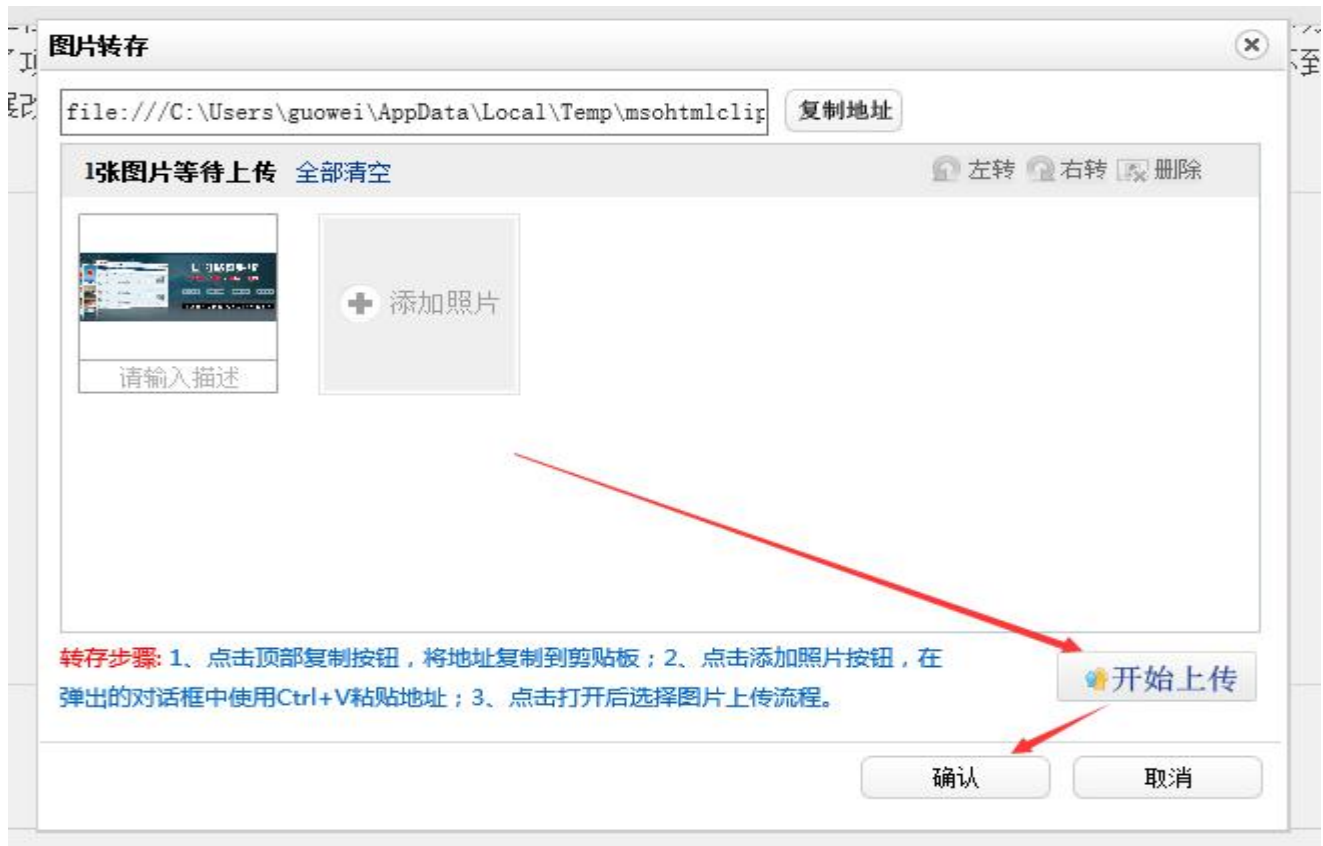 图片转存
项
至
file:///C:\Users\guowei\AppData\Local\Temp\msohtmlclip
复制地址
1张图片等待上传 全部清空 左转 右转 删除
添加照片
请输入描述
转存步骤: 1、点击顶部复制按钮，将地址复制到剪贴板；2、点击添加照片按钮，在
弹出的对话框中使用Ctrl+V粘贴地址；3、点击打开后选择图片上传流程。
开始上传
确认 取消